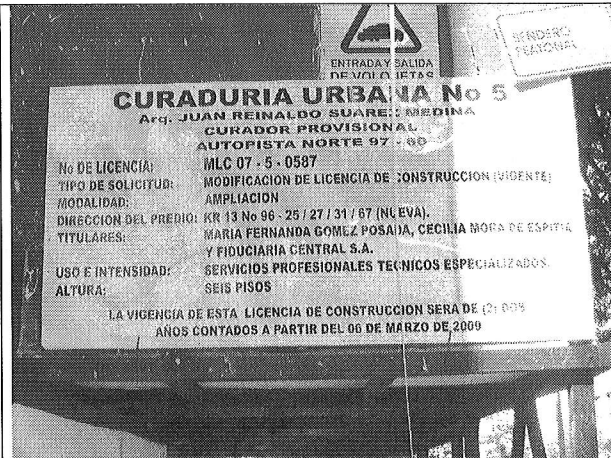 ENTRADA Y SALIDA
DE VOLQUETAS
SENDERO
PEATONAL
CURADURIA URBANA No 5
Arq. JUAN REINALDO SUAREZ MEDINA
CURADOR PROVISIONAL
AUTOPISTA NORTE 97 - 60
No DE LICENCIA: MLC 07 - 5 - 0587
TIPO DE SOLICITUD: MODIFICACION DE LICENCIA DE CONSTRUCCION (VIGENTE)
MODALIDAD: AMPLIACION
DIRECCION DEL PREDIO: KR 13 No 96 - 25 / 27 / 31 / 67 (NUEVA).
TITULARES: MARIA FERNANDA GOMEZ POSADA, CECILIA MORA DE ESPITIA
Y FIDUCIARIA CENTRAL S.A.
USO E INTENSIDAD: SERVICIOS PROFESIONALES TECNICOS ESPECIALIZADOS.
ALTURA: SEIS PISOS
LA VIGENCIA DE ESTA LICENCIA DE CONSTRUCCION SERA DE (2) DOS
AÑOS CONTADOS A PARTIR DEL 06 DE MARZO DE 2009